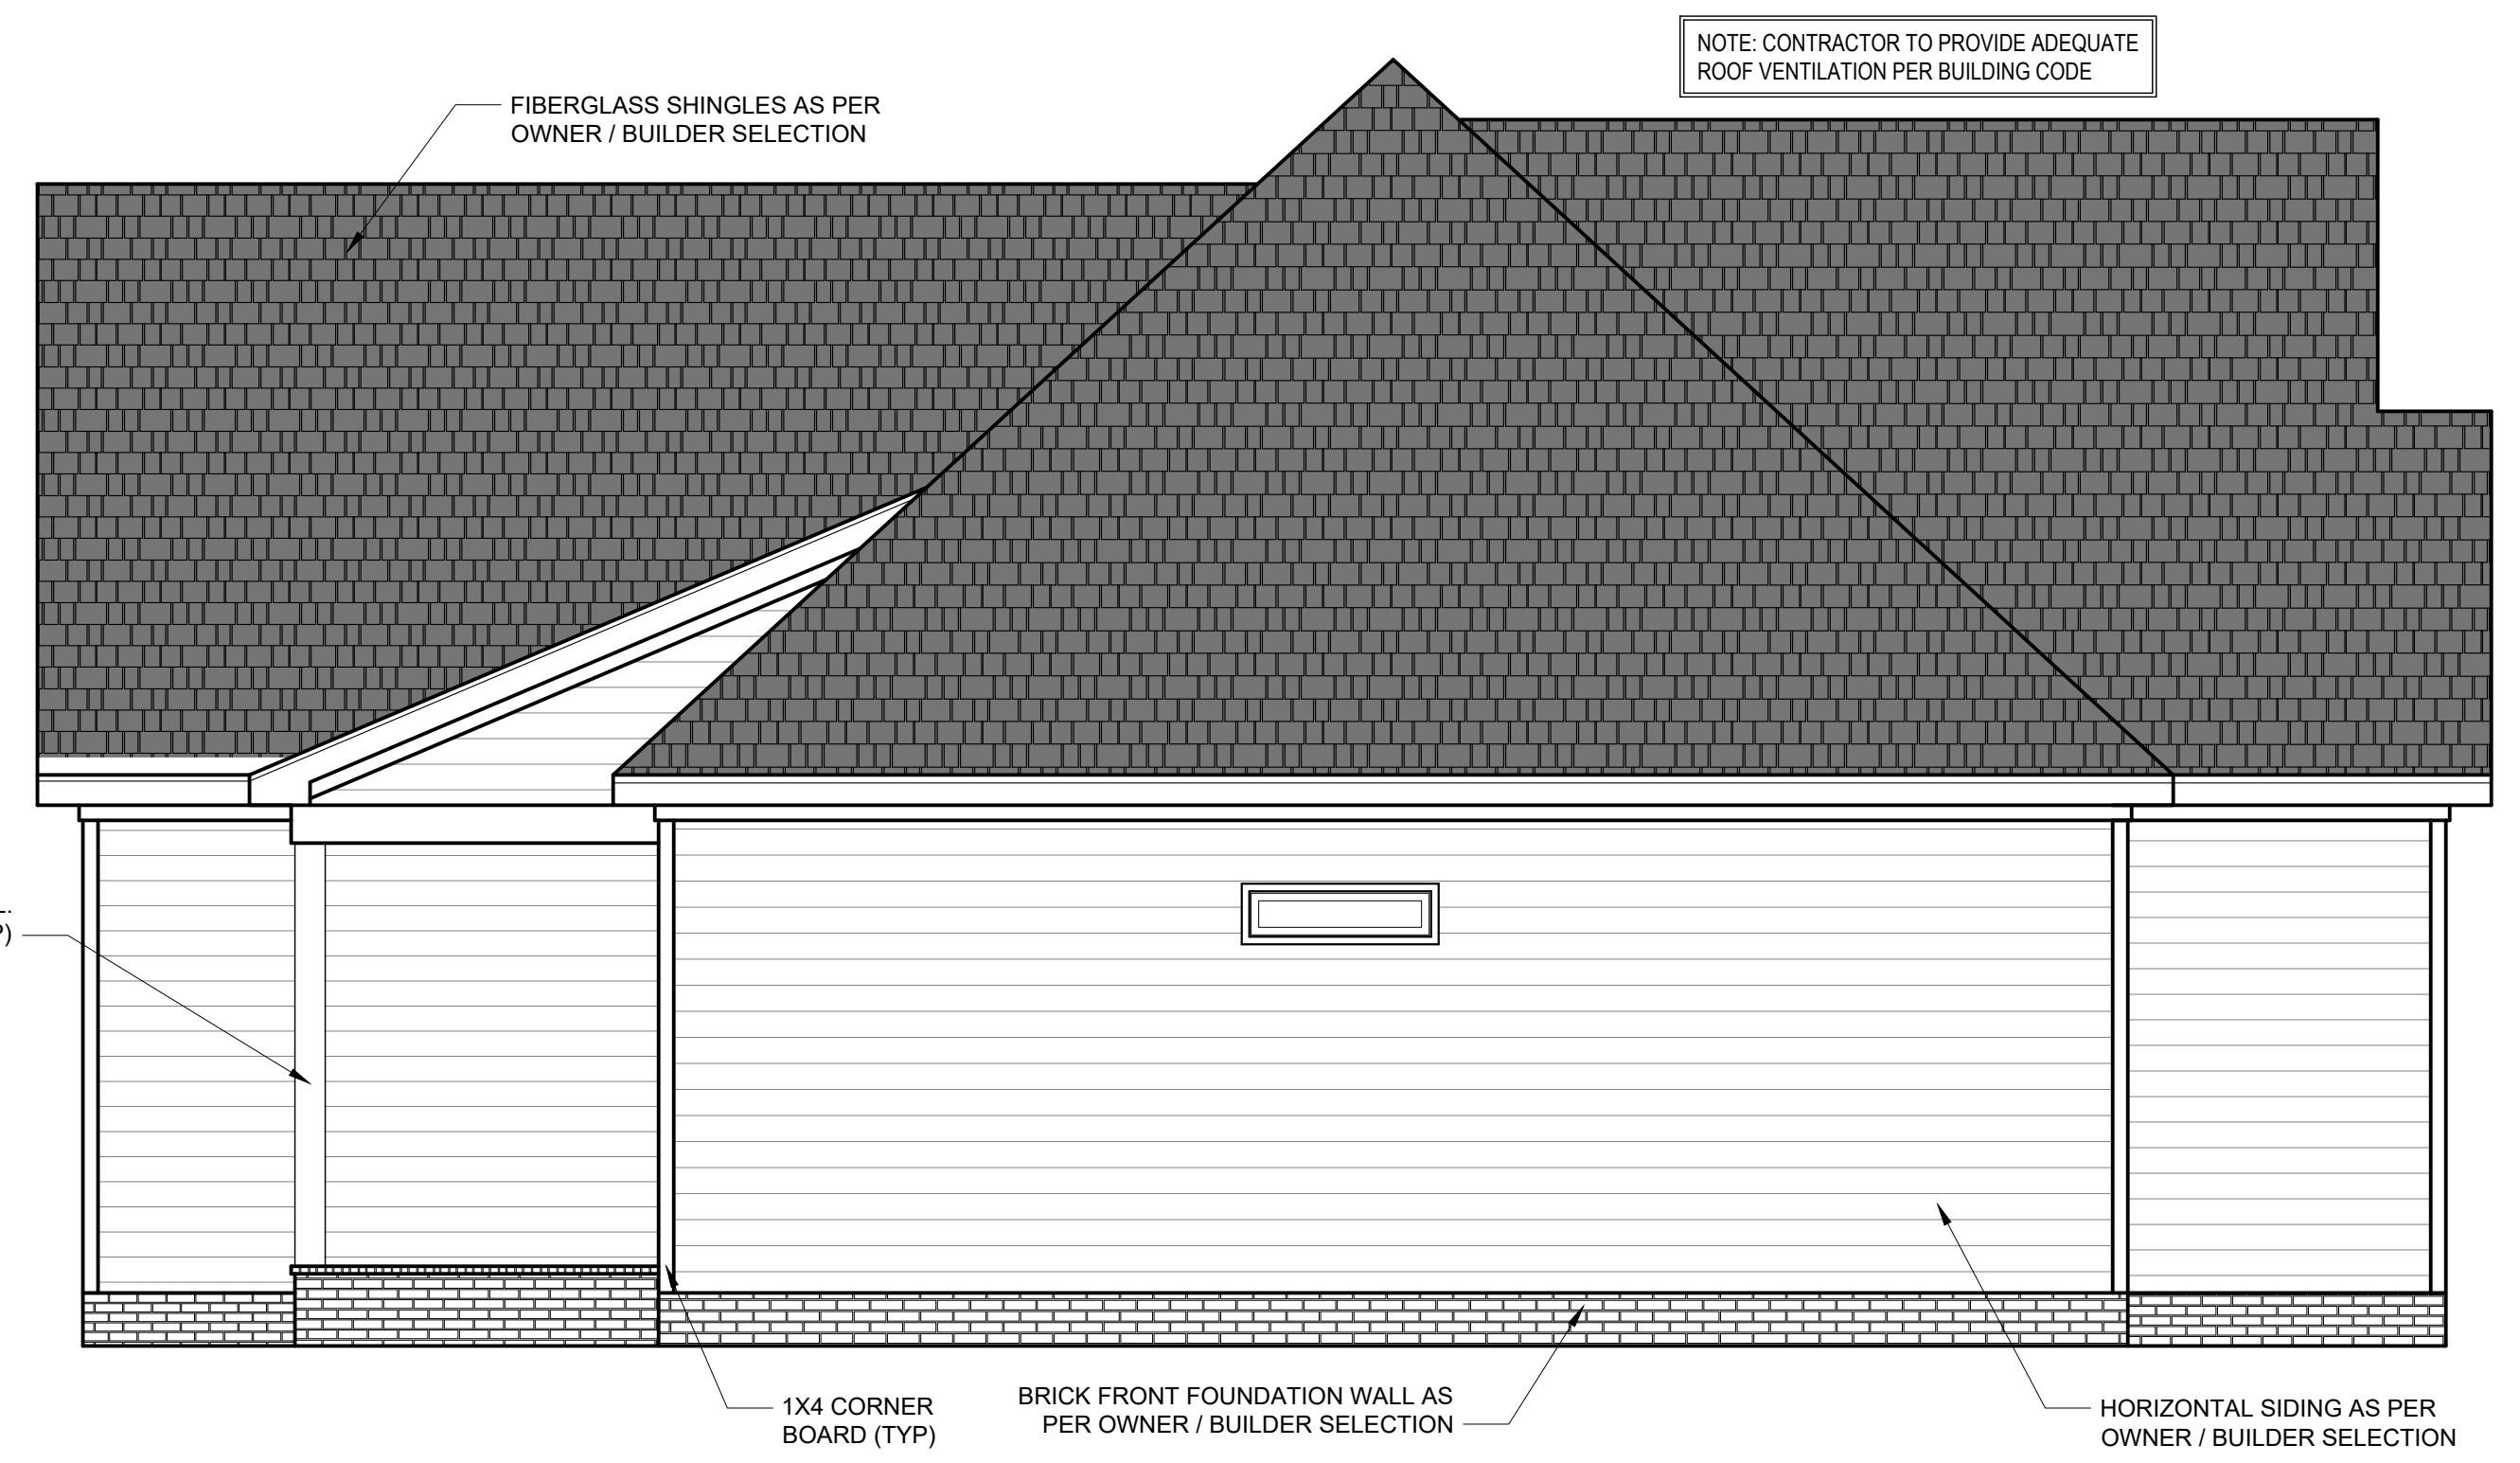 NOTE: CONTRACTOR TO PROVIDE ADEQUATE
ROOF VENTILATION PER BUILDING CODE
FIBERGLASS SHINGLES AS PER
OWNER / BUILDER SELECTION
1X4 CORNER
BOARD (TYP)
BRICK FRONT FOUNDATION WALL AS
PER OWNER / BUILDER SELECTION
HORIZONTAL SIDING AS PER
OWNER / BUILDER SELECTION